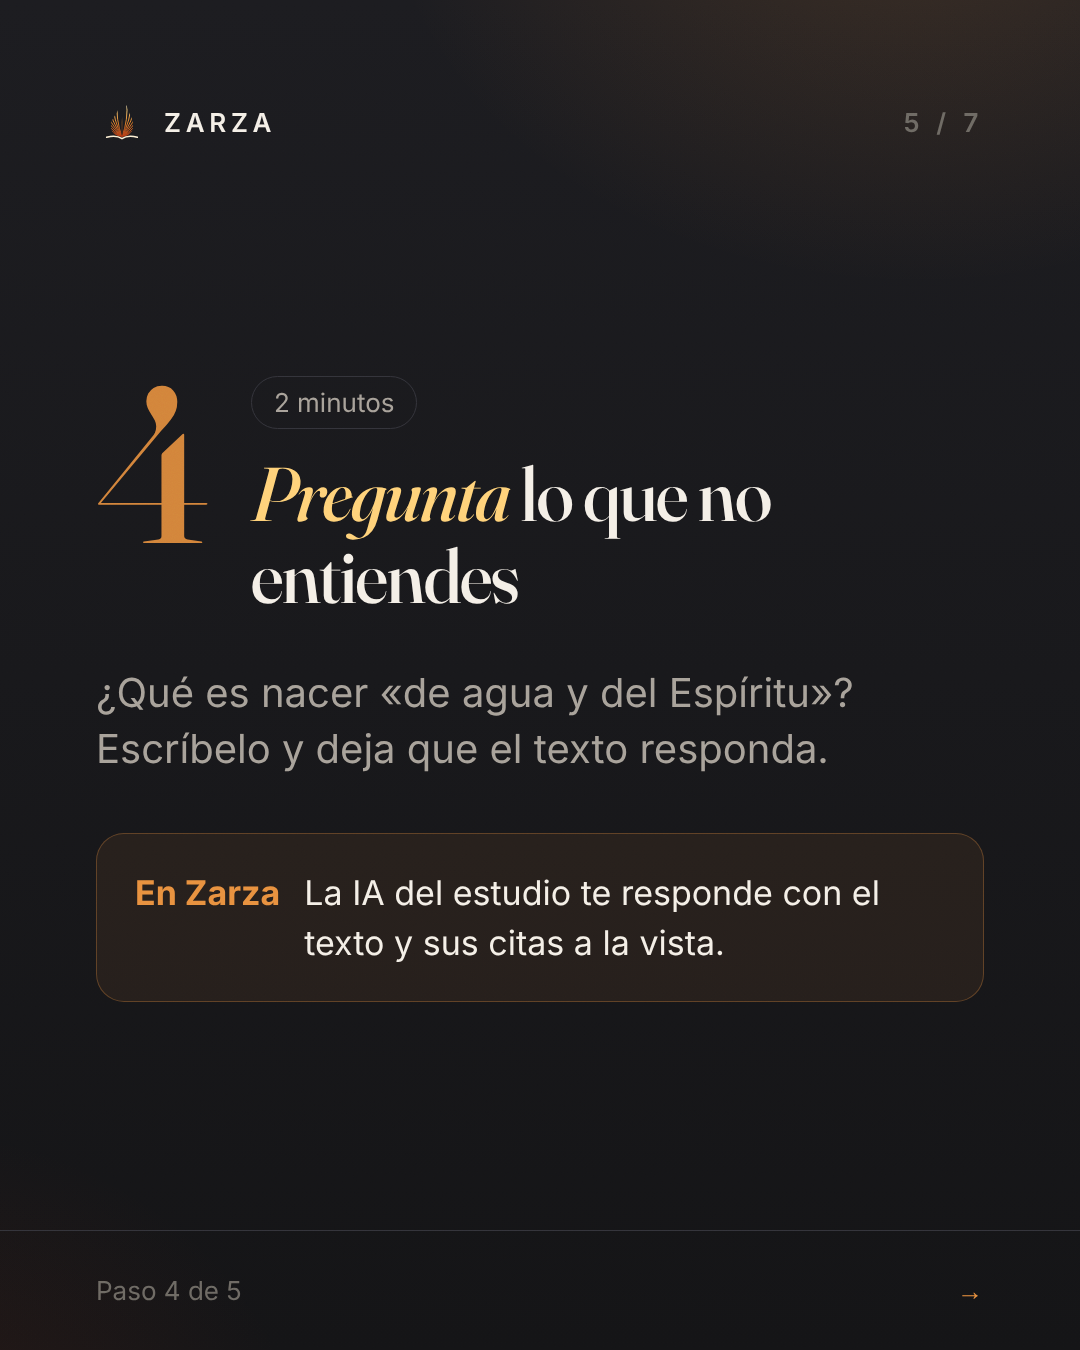 ZARZA
5 / 7
4
2 minutos
Pregunta lo que no
entiendes
¿Qué es nacer «de agua y del Espíritu»?
Escríbelo y deja que el texto responda.
En Zarza La IA del estudio te responde con el
texto y sus citas a la vista.
Paso 4 de 5 →